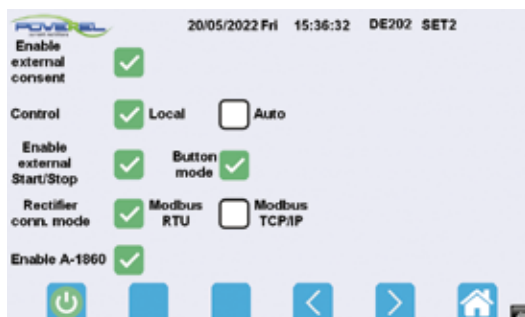 POWEREL
20/05/2022 Fri 15:36:32 DE202 SET2
Enable
external
consent
Control Local Auto
Enable
external
Start/Stop
Button
mode
Rectifier
conn. mode
Modbus
RTU
Modbus
TCP/IP
Enable A-1860